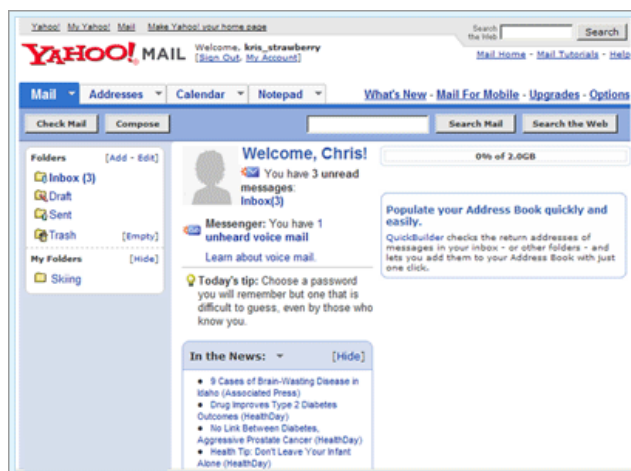 Yahoo! My Yahoo! Mail Make Yahoo! your home page
Search the Web Search
YAHOO! MAIL
Welcome, kris_strawberry
[Sign Out, My Account]
Mail Home - Mail Tutorials - Help
Mail Addresses Calendar Notepad
What's New - Mail For Mobile - Upgrades - Options
Check Mail Compose
Search Mail Search the Web
Folders [Add - Edit]
Inbox (3)
Draft
Sent
Trash [Empty]
My Folders [Hide]
Skiing
Welcome, Chris!
You have 3 unread
messages:
Inbox(3)
Messenger: You have 1
unheard voice mail
Learn about voice mail.
Today's tip: Choose a password
you will remember but one that is
difficult to guess, even by those who
know you.
In the News: [Hide]
9 Cases of Brain-Wasting Disease in
Idaho (Associated Press)
Drug Improves Type 2 Diabetes
Outcomes (HealthDay)
No Link Between Diabetes,
Aggressive Prostate Cancer (HealthDay)
Health Tip: Don't Leave Your Infant
Alone (HealthDay)
0% of 2.0GB
Populate your Address Book quickly and
easily.
QuickBuilder checks the return addresses of
messages in your inbox - or other folders - and
lets you add them to your Address Book with just
one click.